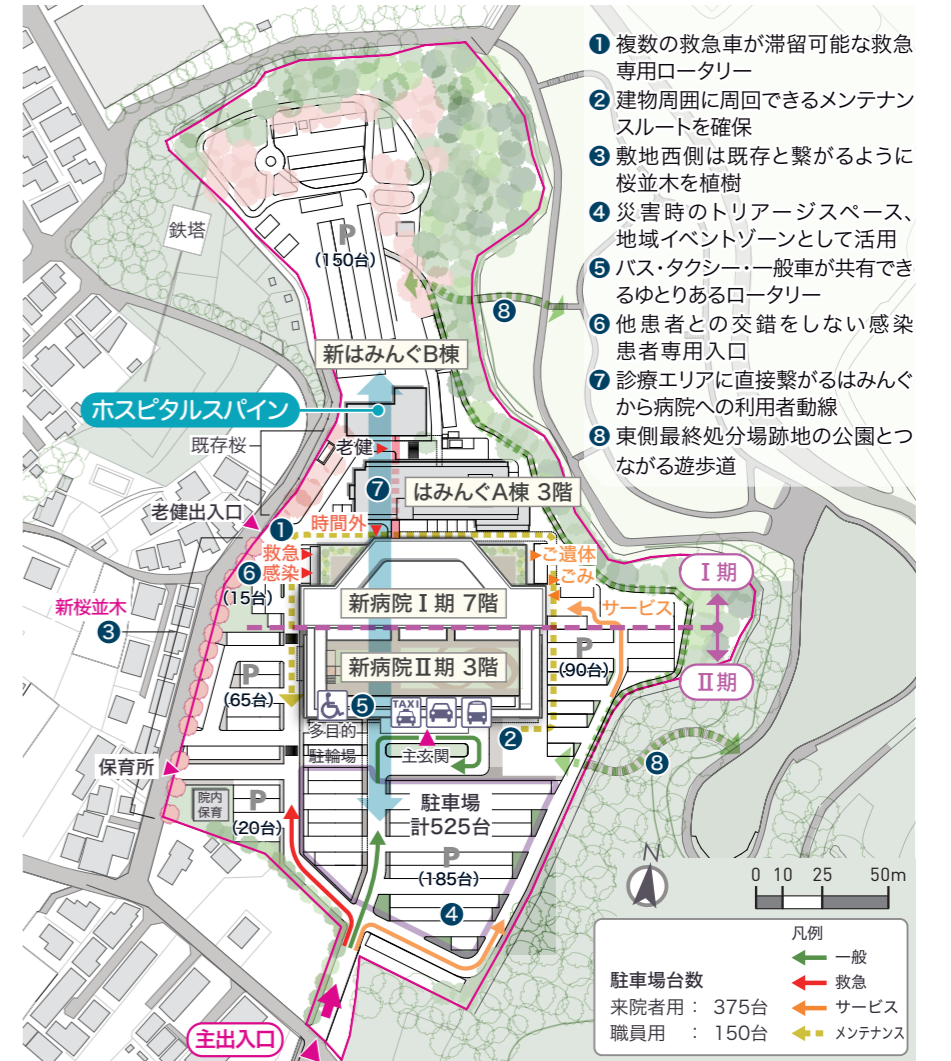 ❶ 複数の救急車が滞留可能な救急
専用ロータリー
❷ 建物周囲に周回できるメンテナン
スルートを確保
❸ 敷地西側は既存と繋がるように
桜並木を植樹
❹ 災害時のトリアージスペース、
地域イベントゾーンとして活用
❺ バス・タクシー・一般車が共有でき
るゆとりあるロータリー
❻ 他患者との交錯をしない感染
患者専用入口
❼ 診療エリアに直接繋がるはみんぐ
から病院への利用者動線
❽ 東側最終処分場跡地の公園とつ
ながる遊歩道
鉄塔
P
(150台)
❽
新はみんぐB棟
ホスピタルスパイン
既存桜
老健
❼
はみんぐA棟 3階
老健出入口
❶
時間外
救急
❻ 感染
(15台)
ご遺体
ごみ
サービス
新桜並木
❸
新病院Ⅰ期 7階
Ⅰ期
新病院Ⅱ期 3階
Ⅱ期
P
(65台)
P
(90台)
❺
TAXI
❷
多目的
駐輪場
主玄関
❽
保育所
院内
保育
P
(20台)
駐車場
計525台
P
(185台)
❹
主出入口
N
0 10 25 50m
凡例
一般
救急
サービス
メンテナンス
駐車場台数
来院者用 : 375台
職員用 : 150台